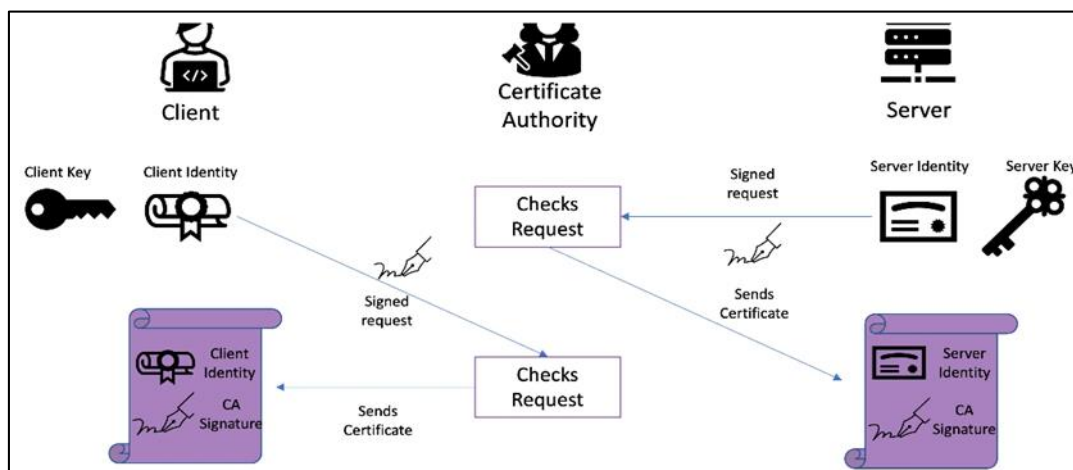 </>
Client
Certificate
Authority
Server
Client Key
Client Identity
Server Identity
Server Key
Signed
request
Checks
Request
Signed
request
Sends
Certificate
Client
Identity
CA
Signature
Checks
Request
Sends
Certificate
Server
Identity
CA
Signature